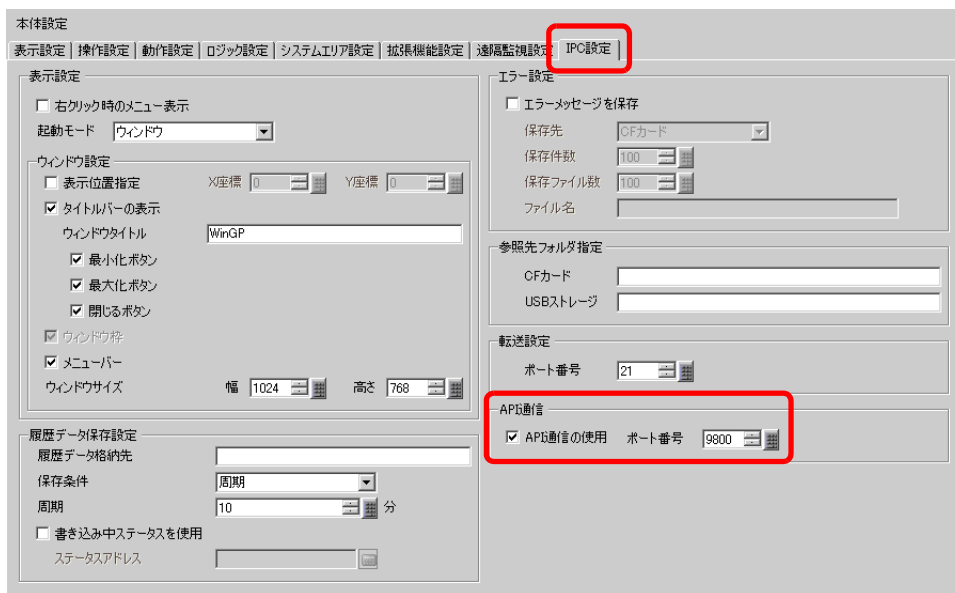 本体設定
表示設定 操作設定 動作設定 ロジック設定 システムエリア設定 拡張機能設定 遠隔監視設定 IPC設定
表示設定
右クリック時のメニュー表示
起動モード ウィンドウ
ウィンドウ設定
表示位置指定 X座標 0 Y座標 0
タイトルバーの表示
ウィンドウタイトル WinGP
最小化ボタン
最大化ボタン
閉じるボタン
ウィンドウ枠
メニューバー
ウィンドウサイズ 幅 1024 高さ 768
履歴データ保存設定
履歴データ格納先
保存条件 周期
周期 10 分
書き込み中ステータスを使用
ステータスアドレス
エラー設定
エラーメッセージを保存
保存先 CFカード
保存件数 100
保存ファイル数 100
ファイル名
参照先フォルダ指定
CFカード
USBストレージ
転送設定
ポート番号 21
API通信
API通信の使用 ポート番号 9800